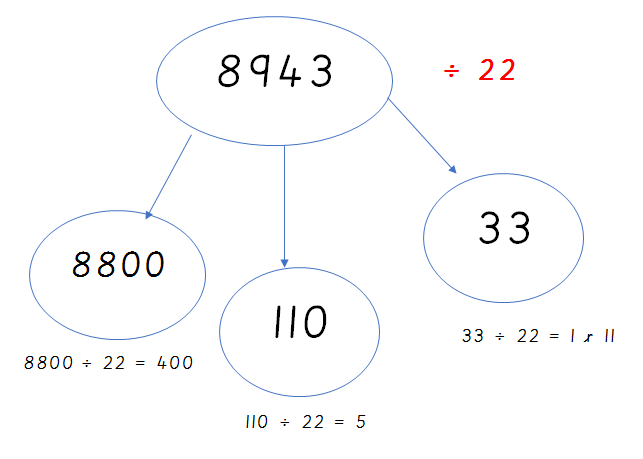 8943
÷ 22
8800
110
33
8800 ÷ 22 = 400
110 ÷ 22 = 5
33 ÷ 22 = 1 r 11